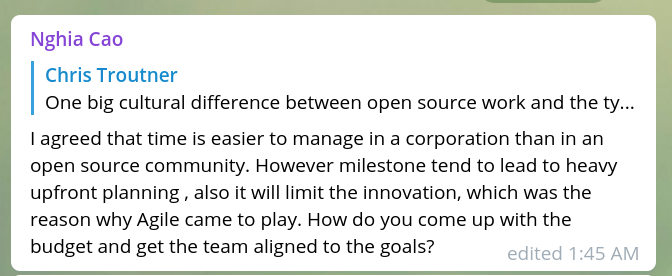 Nghia Cao
Chris Troutner
One big cultural difference between open source work and the ty...
I agreed that time is easier to manage in a corporation than in an
open source community. However milestone tend to lead to heavy
upfront planning , also it will limit the innovation, which was the
reason why Agile came to play. How do you come up with the
budget and get the team aligned to the goals?
edited 1:45 AM